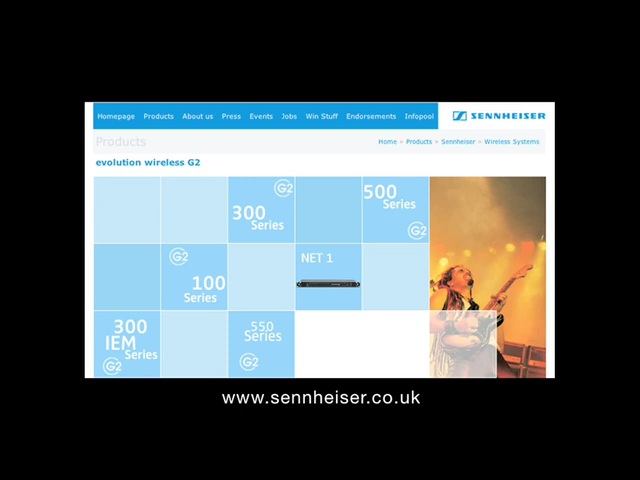 Homepage Products About us Press Events Jobs Win Stuff Endorsements Infopool
SENNHEISER
Products
Home » Products » Sennheiser » Wireless Systems
evolution wireless G2
G2
300
Series
500
Series
G2
G2
100
Series
NET 1
300
IEM
Series
G2
550
Series
G2
www.sennheiser.co.uk